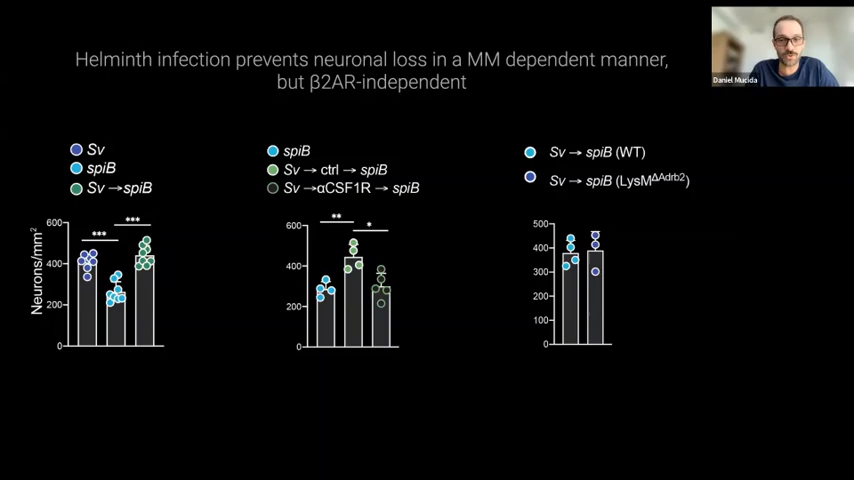 Helminth infection prevents neuronal loss in a MM dependent manner,
but β2AR-independent
Daniel Mucida
Sv
spiB
Sv →spiB
Neurons/mm²
600
400
200
0
***
***
spiB
Sv → ctrl → spiB
Sv →αCSF1R → spiB
600
400
200
0
**
*
Sv → spiB (WT)
Sv → spiB (LysM^ΔAdrb2)
500
400
300
200
100
0